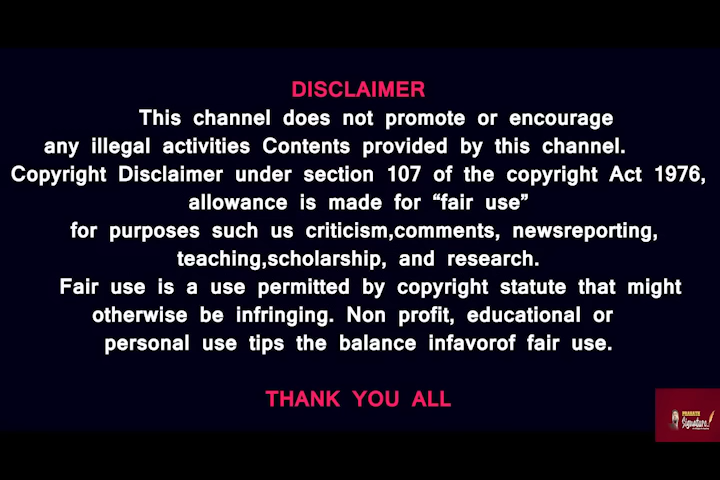 DISCLAIMER
This channel does not promote or encourage
any illegal activities Contents provided by this channel.
Copyright Disclaimer under section 107 of the copyright Act 1976,
allowance is made for “fair use”
for purposes such us criticism,comments, newsreporting,
teaching,scholarship, and research.
Fair use is a use permitted by copyright statute that might
otherwise be infringing. Non profit, educational or
personal use tips the balance infavorof fair use.
THANK YOU ALL
Signature